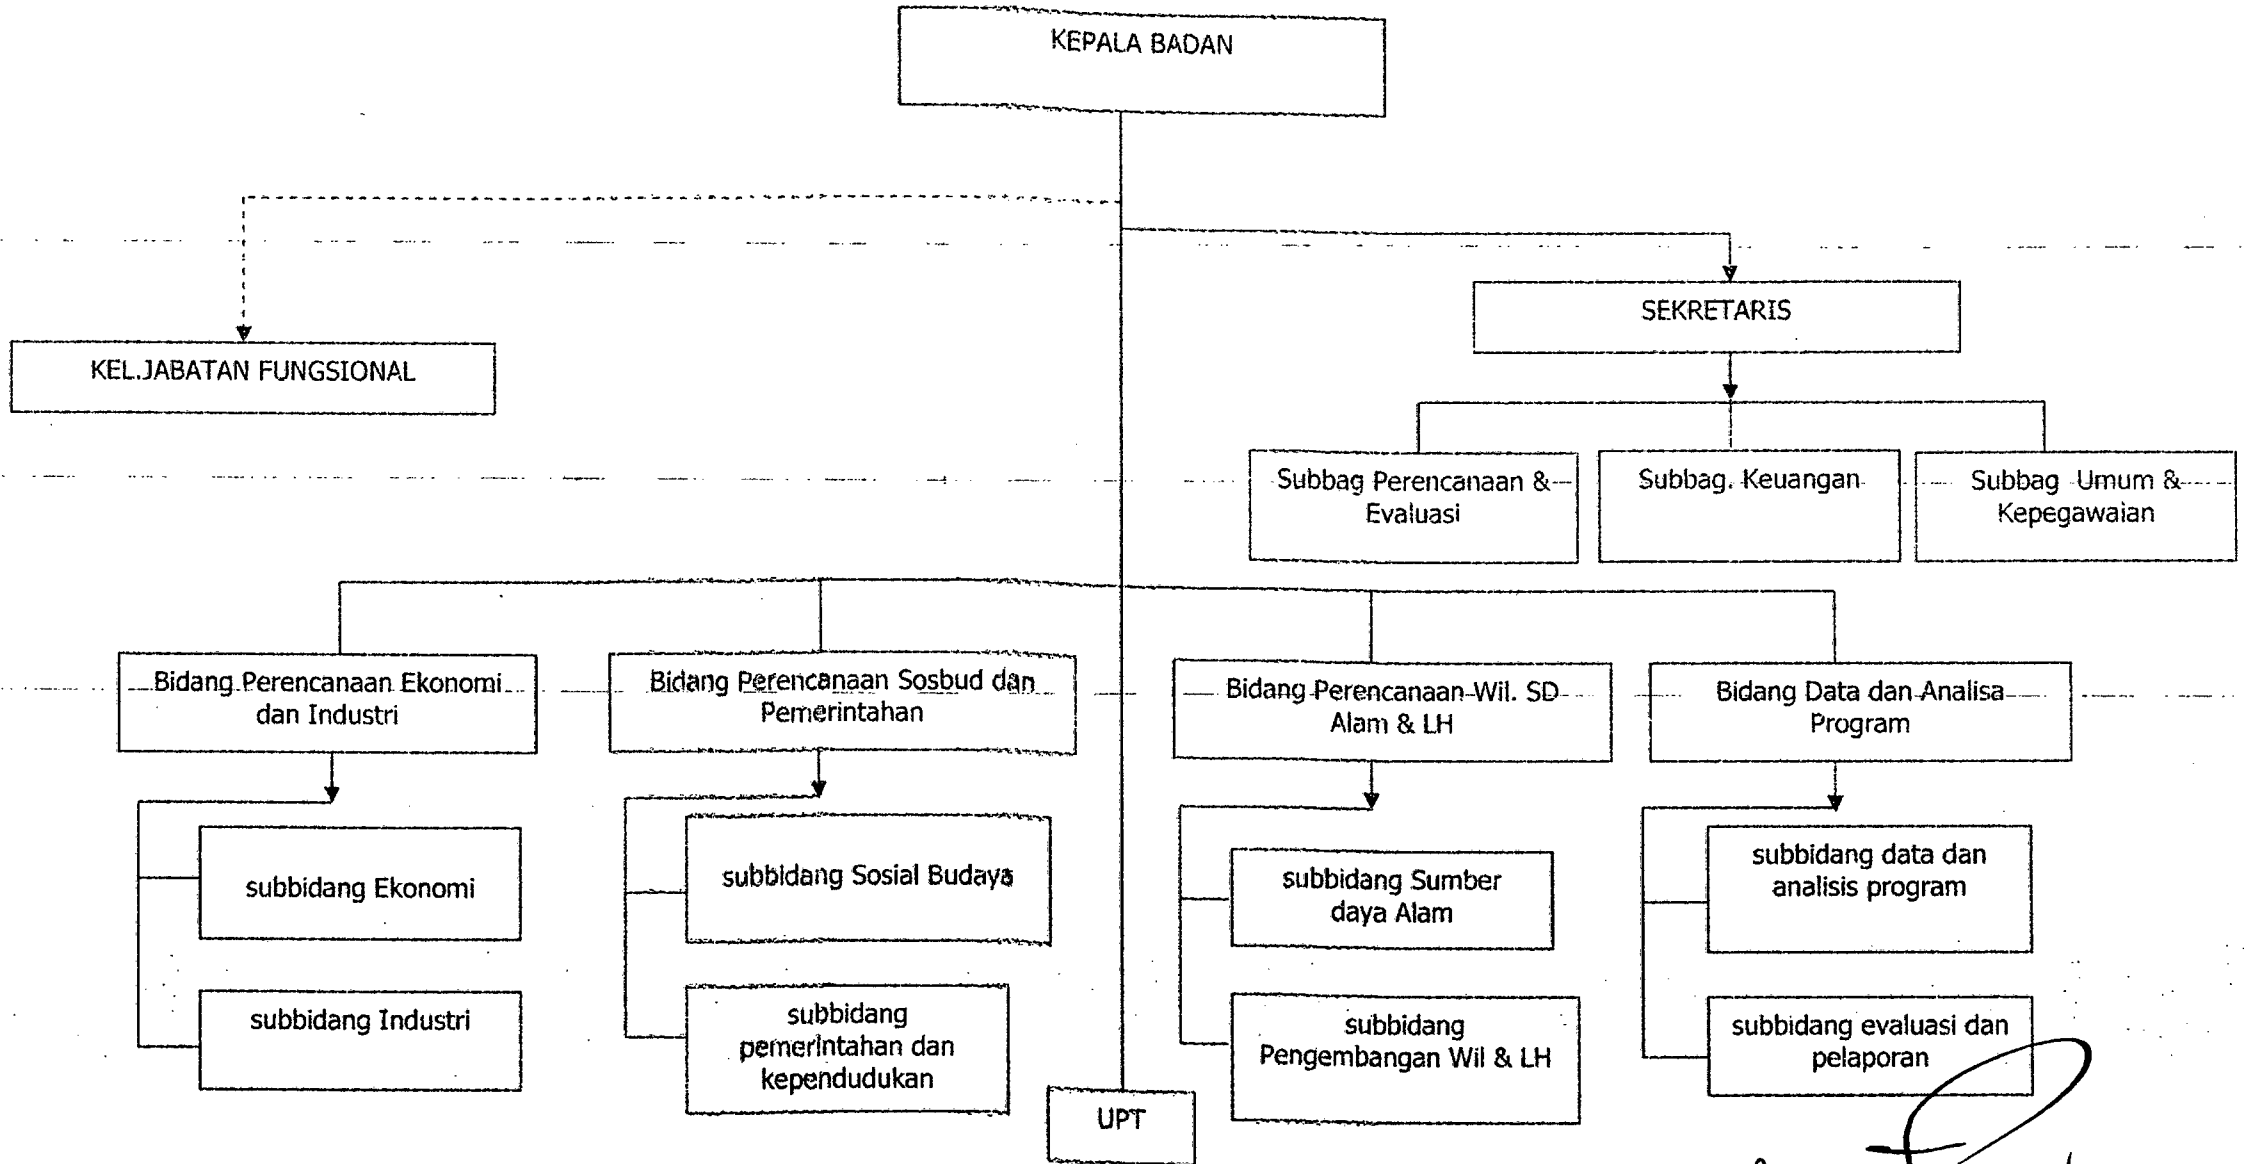 KEPALA BADAN
SEKRETARIS
KEL.JABATAN FUNGSIONAL
Subbag Perencanaan &
Evaluasi
Subbag. Keuangan
Subbag Umum &
Kepegawaian
Bidang Perencanaan Ekonomi
dan Industri
Bidang Perencanaan Sosbud dan
Pemerintahan
Bidang Perencanaan Wil. SD
Alam & LH
Bidang Data dan Analisa
Program
subbidang Ekonomi
subbidang Industri
subbidang Sosial Budaya
subbidang
pemerintahan dan
kependudukan
subbidang Sumber
daya Alam
subbidang
Pengembangan Wil & LH
subbidang data dan
analisis program
subbidang evaluasi dan
pelaporan
UPT